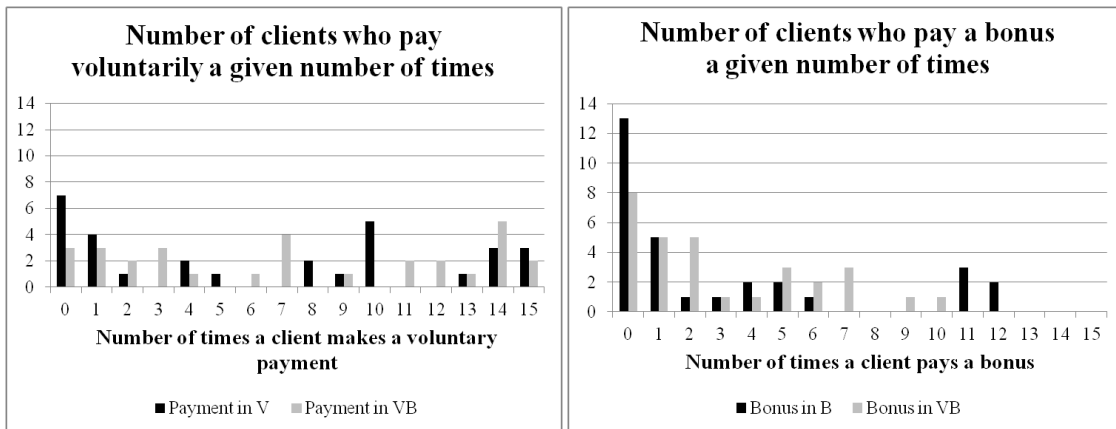 Number of clients who pay
voluntarily a given number of times
14
12
10
8
6
4
2
0
0 1 2 3 4 5 6 7 8 9 10 11 12 13 14 15
Number of times a client makes a voluntary
payment
Payment in V Payment in VB
Number of clients who pay a bonus
a given number of times
14
12
10
8
6
4
2
0
0 1 2 3 4 5 6 7 8 9 10 11 12 13 14 15
Number of times a client pays a bonus
Bonus in B Bonus in VB